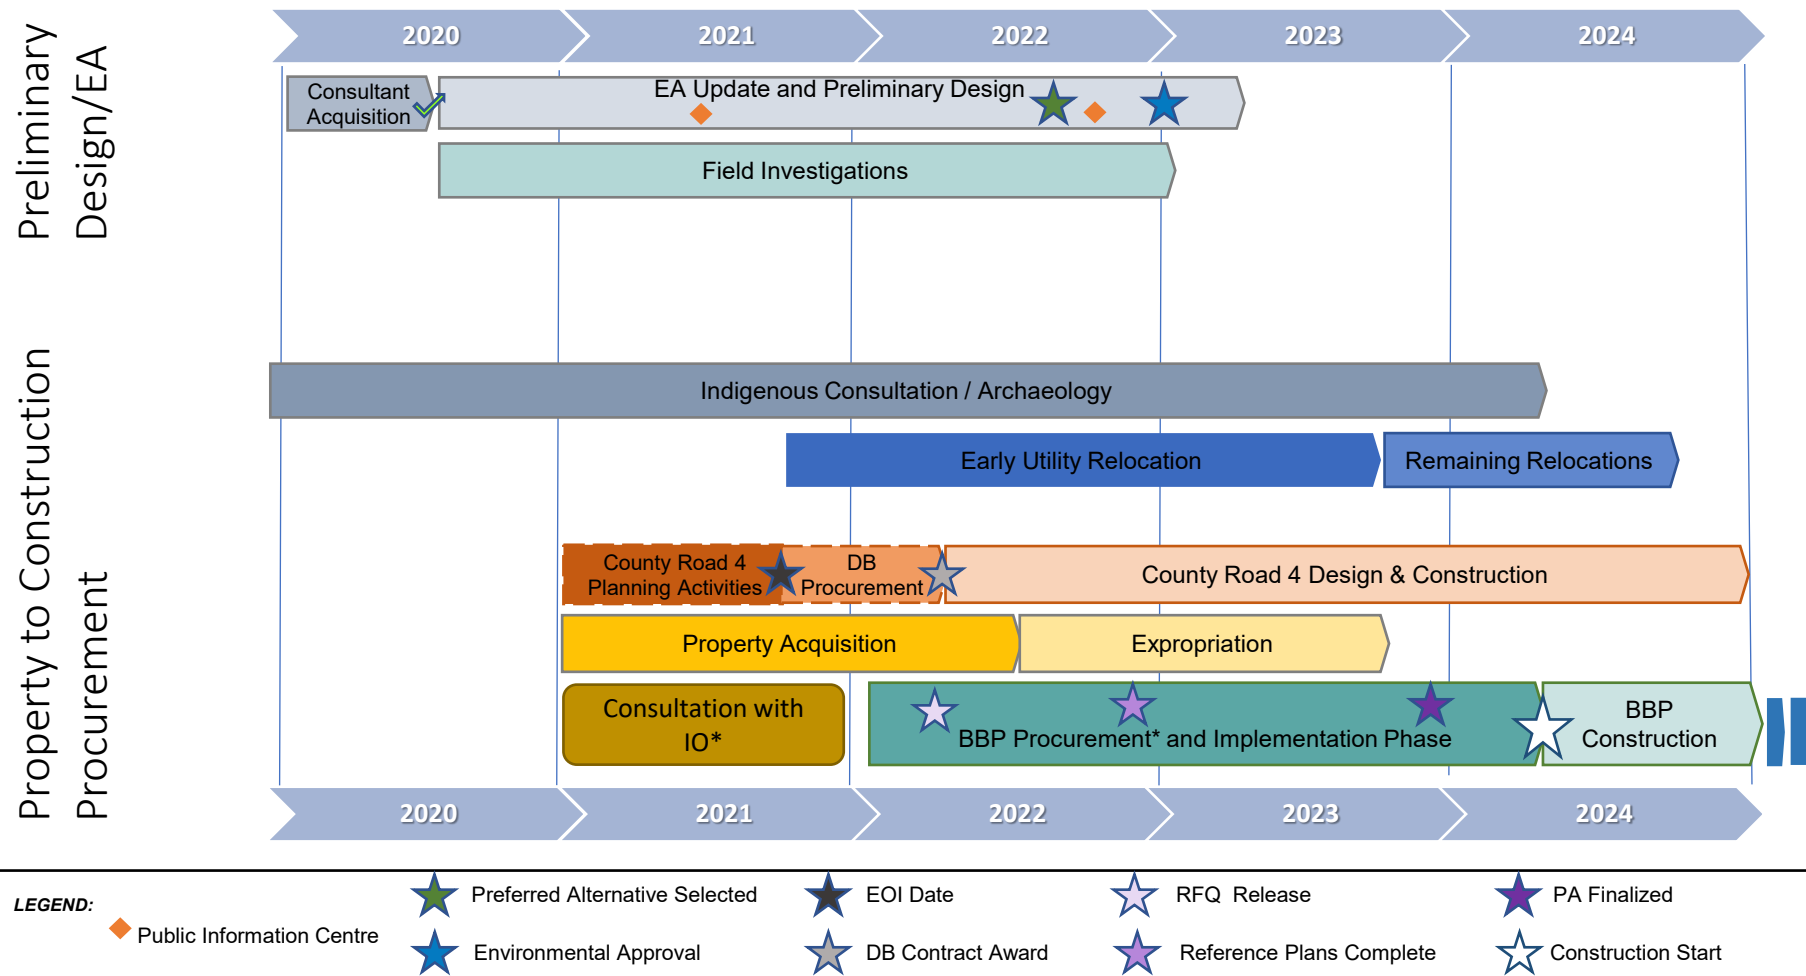 Preliminary
Design/EA
2020
2021
2022
2023
2024
Consultant
Acquisition
EA Update and Preliminary Design
Field Investigations
Property to Construction
Procurement
Indigenous Consultation / Archaeology
Early Utility Relocation
Remaining Relocations
County Road 4
Planning Activities
DB
Procurement
County Road 4 Design & Construction
Property Acquisition
Expropriation
Consultation with
IO*
BBP Procurement* and Implementation Phase
BBP
Construction
2020
2021
2022
2023
2024
LEGEND:
Public Information Centre
Preferred Alternative Selected
Environmental Approval
EOI Date
DB Contract Award
RFQ Release
Reference Plans Complete
PA Finalized
Construction Start